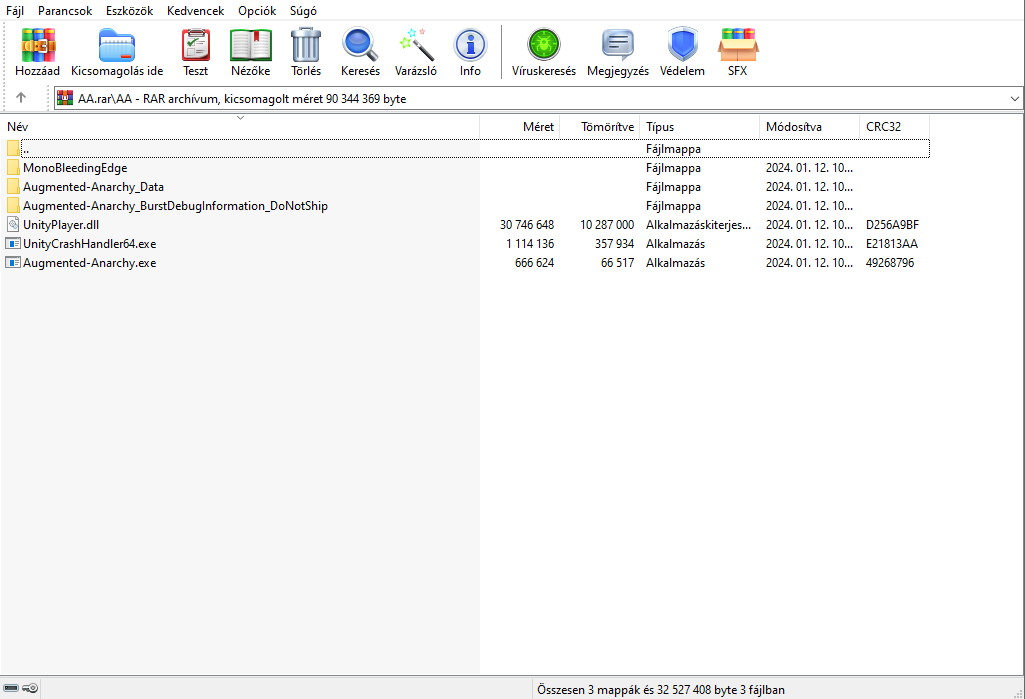 Fájl Parancsok Eszközök Kedvencek Opciók Súgó
Hozzáad Kicsomagolás ide Teszt Nézőke Törlés Keresés Varázsló Info Víruskeresés Megjegyzés Védelem SFX
AA.rar\AA - RAR archívum, kicsomagolt méret 90 344 369 byte
Név Méret Tömörítve Típus Módosítva CRC32
.. Fájlmappa
MonoBleedingEdge Fájlmappa 2024. 01. 12. 10...
Augmented-Anarchy_Data Fájlmappa 2024. 01. 12. 10...
Augmented-Anarchy_BurstDebugInformation_DoNotShip Fájlmappa 2024. 01. 12. 10...
UnityPlayer.dll 30 746 648 10 287 000 Alkalmazáskiterjes... 2024. 01. 12. 10... D256A9BF
UnityCrashHandler64.exe 1 114 136 357 934 Alkalmazás 2024. 01. 12. 10... E21813AA
Augmented-Anarchy.exe 666 624 66 517 Alkalmazás 2024. 01. 12. 10... 49268796
Összesen 3 mappák és 32 527 408 byte 3 fájlban